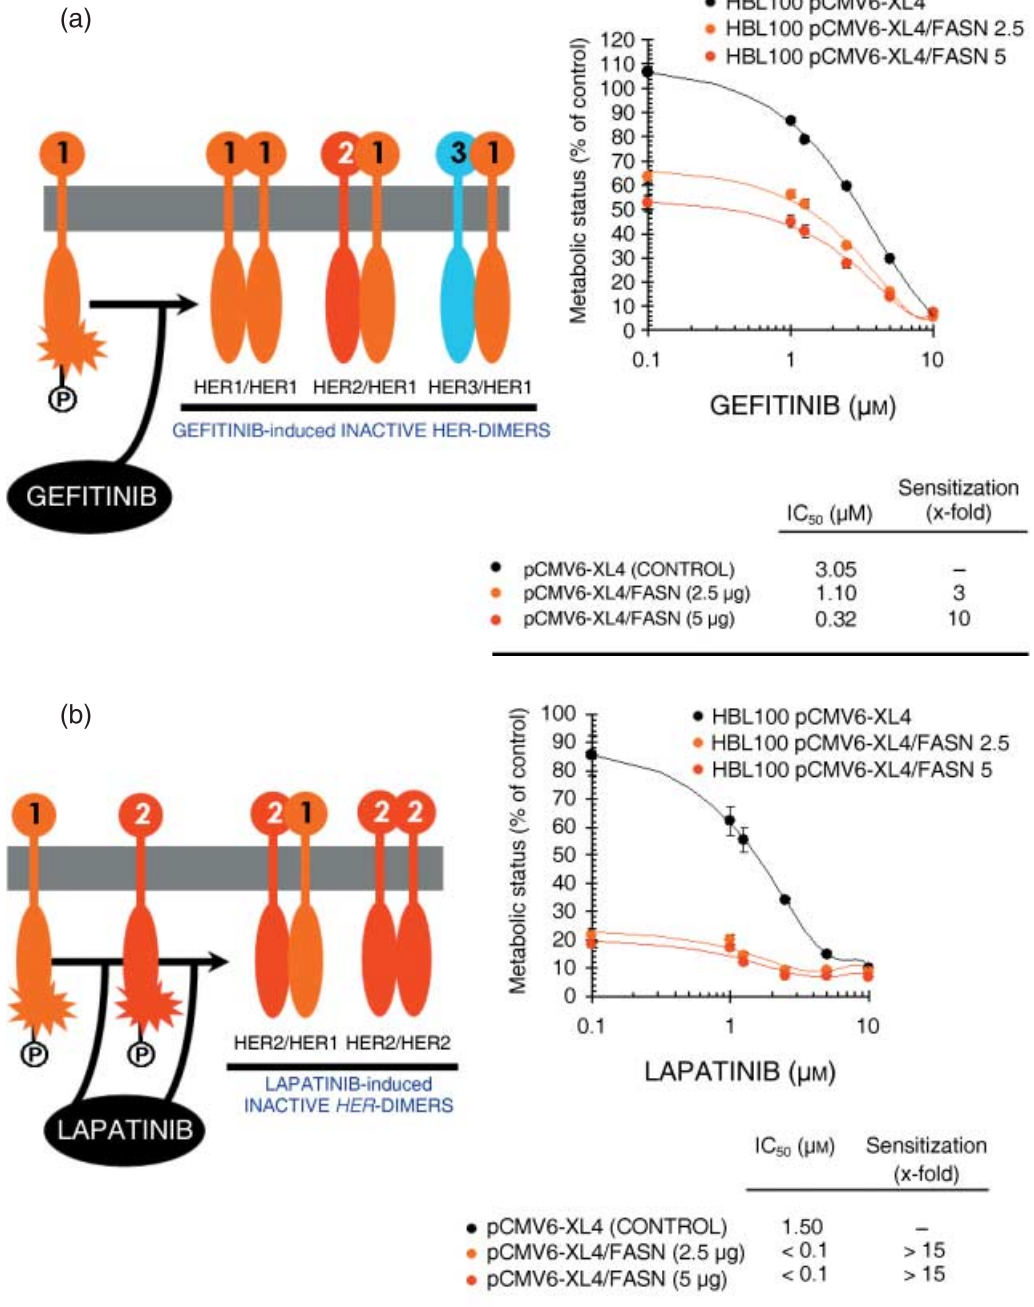 (a)
HBL100 pCMV6-XL4
HBL100 pCMV6-XL4/FASN 2.5
HBL100 pCMV6-XL4/FASN 5
1
1 1
2 1
3 1
P
HER1/HER1 HER2/HER1 HER3/HER1
GEFITINIB-induced INACTIVE HER-DIMERS
GEFITINIB
Metabolic status (% of control)
120
110
100
90
80
70
60
50
40
30
20
10
0
0.1 1 10
GEFITINIB (µM)
IC50 (µM) Sensitization
(x-fold)
pCMV6-XL4 (CONTROL) 3.05 –
pCMV6-XL4/FASN (2.5 µg) 1.10 3
pCMV6-XL4/FASN (5 µg) 0.32 10
(b)
1
2
2 1
2 2
P
P
HER2/HER1 HER2/HER2
LAPATINIB-induced
INACTIVE HER-DIMERS
LAPATINIB
HBL100 pCMV6-XL4
HBL100 pCMV6-XL4/FASN 2.5
HBL100 pCMV6-XL4/FASN 5
Metabolic status (% of control)
100
90
80
70
60
50
40
30
20
10
0
0.1 1 10
LAPATINIB (µM)
IC50 (µM) Sensitization
(x-fold)
pCMV6-XL4 (CONTROL) 1.50 –
pCMV6-XL4/FASN (2.5 µg) < 0.1 > 15
pCMV6-XL4/FASN (5 µg) < 0.1 > 15